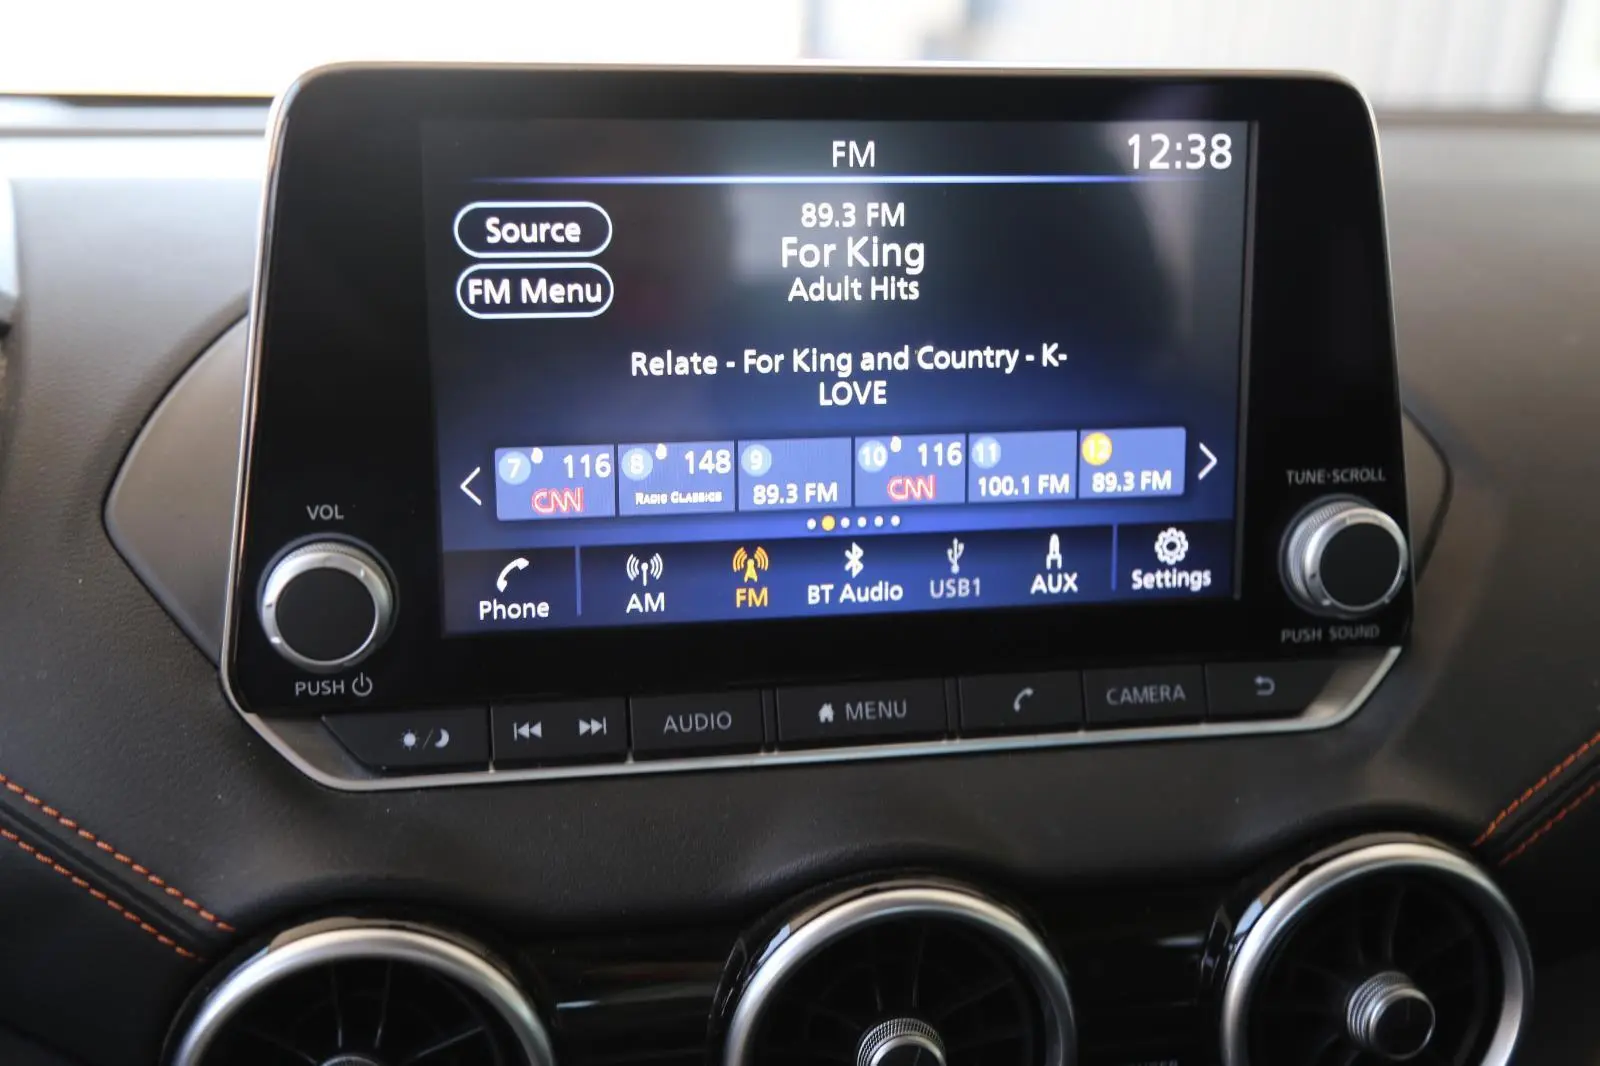 FM
12:38
Source
FM Menu
89.3 FM
For King
Adult Hits
Relate - For King and Country - K-
LOVE
7 116 CNN
8 148 RADIO CLASSICS
9 89.3 FM
10 116 CNN
11 100.1 FM
12 89.3 FM
Phone
AM
FM
BT Audio
USB1
AUX
Settings
VOL
PUSH
TUNE·SCROLL
PUSH SOUND
AUDIO
MENU
CAMERA